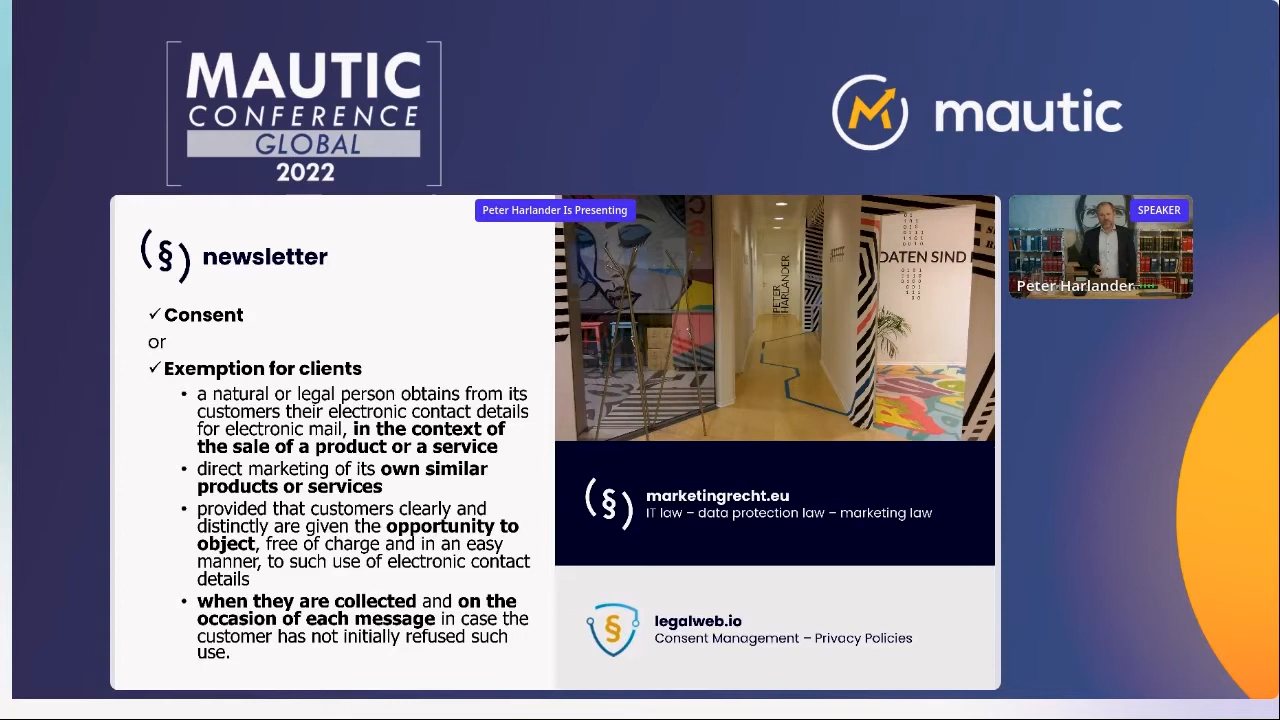 MAUTIC
CONFERENCE
GLOBAL
2022
mautic
Peter Harlander Is Presenting
SPEAKER
Peter Harlander
(§) newsletter
✓ Consent
or
✓ Exemption for clients
• a natural or legal person obtains from its
customers their electronic contact details
for electronic mail, in the context of
the sale of a product or a service
• direct marketing of its own similar
products or services
• provided that customers clearly and
distinctly are given the opportunity to
object, free of charge and in an easy
manner, to such use of electronic contact
details
• when they are collected and on the
occasion of each message in case the
customer has not initially refused such
use.
PETER
HARLANDER
DATEN SIND
(§) marketingrecht.eu
IT law – data protection law – marketing law
§ legalweb.io
Consent Management – Privacy Policies